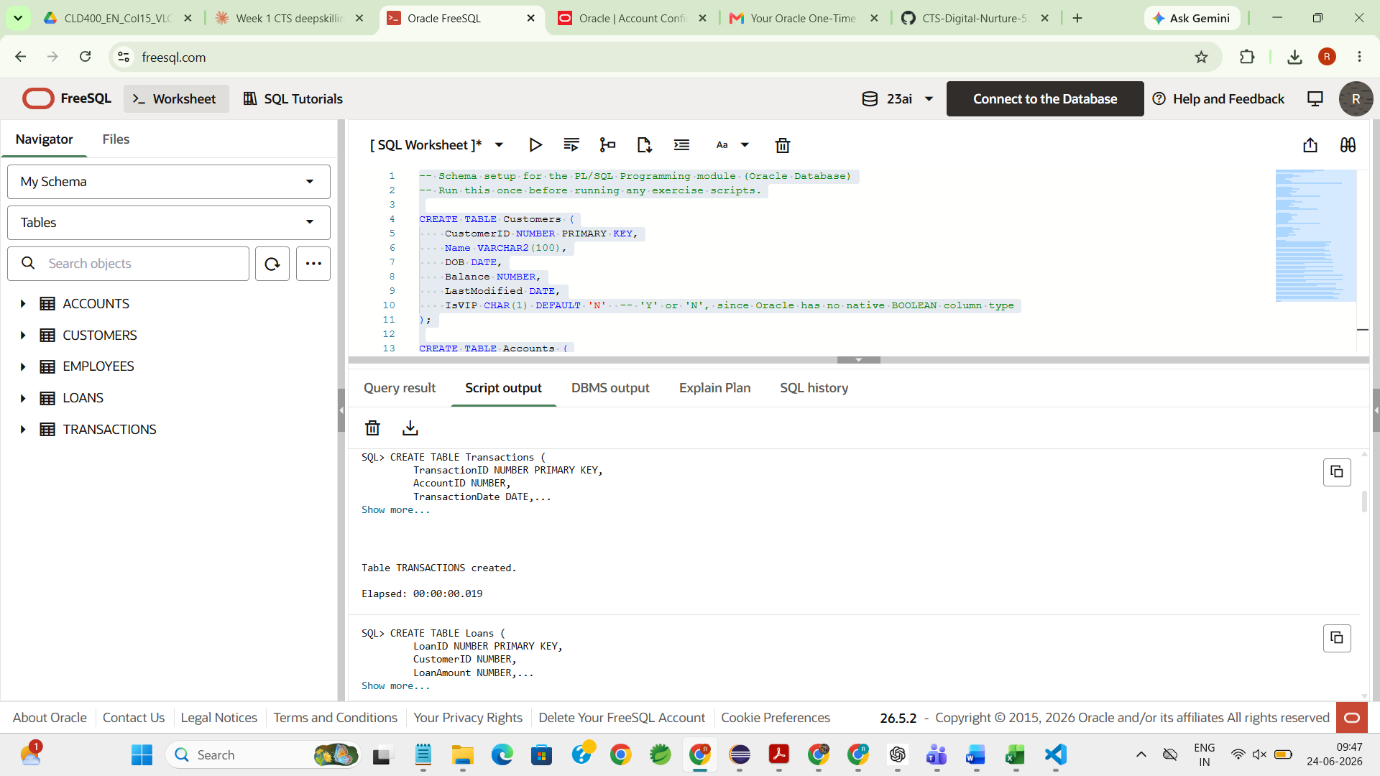 CLD400_EN_Col15_VLC
Week 1 CTS deepskillin
Oracle FreeSQL
Oracle | Account Confi
Your Oracle One-Time
CTS-Digital-Nurture-5.
Ask Gemini
freesql.com
R
FreeSQL
>_ Worksheet
SQL Tutorials
23ai
Connect to the Database
Help and Feedback
R
Navigator
Files
My Schema
Tables
Search objects
ACCOUNTS
CUSTOMERS
EMPLOYEES
LOANS
TRANSACTIONS
[ SQL Worksheet ]*
Aa
1 -- Schema setup for the PL/SQL Programming module (Oracle Database)
2 -- Run this once before running any exercise scripts.
3
4 CREATE TABLE Customers (
5 CustomerID NUMBER PRIMARY KEY,
6 Name VARCHAR2(100),
7 DOB DATE,
8 Balance NUMBER,
9 LastModified DATE,
10 IsVIP CHAR(1) DEFAULT 'N' -- 'Y' or 'N', since Oracle has no native BOOLEAN column type
11 );
12
13 CREATE TABLE Accounts (
Query result
Script output
DBMS output
Explain Plan
SQL history
SQL> CREATE TABLE Transactions (
TransactionID NUMBER PRIMARY KEY,
AccountID NUMBER,
TransactionDate DATE,...
Show more...
Table TRANSACTIONS created.
Elapsed: 00:00:00.019
SQL> CREATE TABLE Loans (
LoanID NUMBER PRIMARY KEY,
CustomerID NUMBER,
LoanAmount NUMBER,...
Show more...
About Oracle
Contact Us
Legal Notices
Terms and Conditions
Your Privacy Rights
Delete Your FreeSQL Account
Cookie Preferences
26.5.2 - Copyright © 2015, 2026 Oracle and/or its affiliates All rights reserved
1
Search
ENG
IN
09:47
24-06-2026